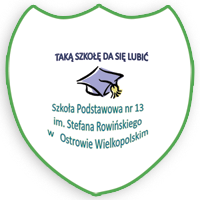 TAKĄ SZKOŁĘ DA SIĘ LUBIĆ
Szkoła Podstawowa nr 13
im. Stefana Rowińskiego
w Ostrowie Wielkopolskim